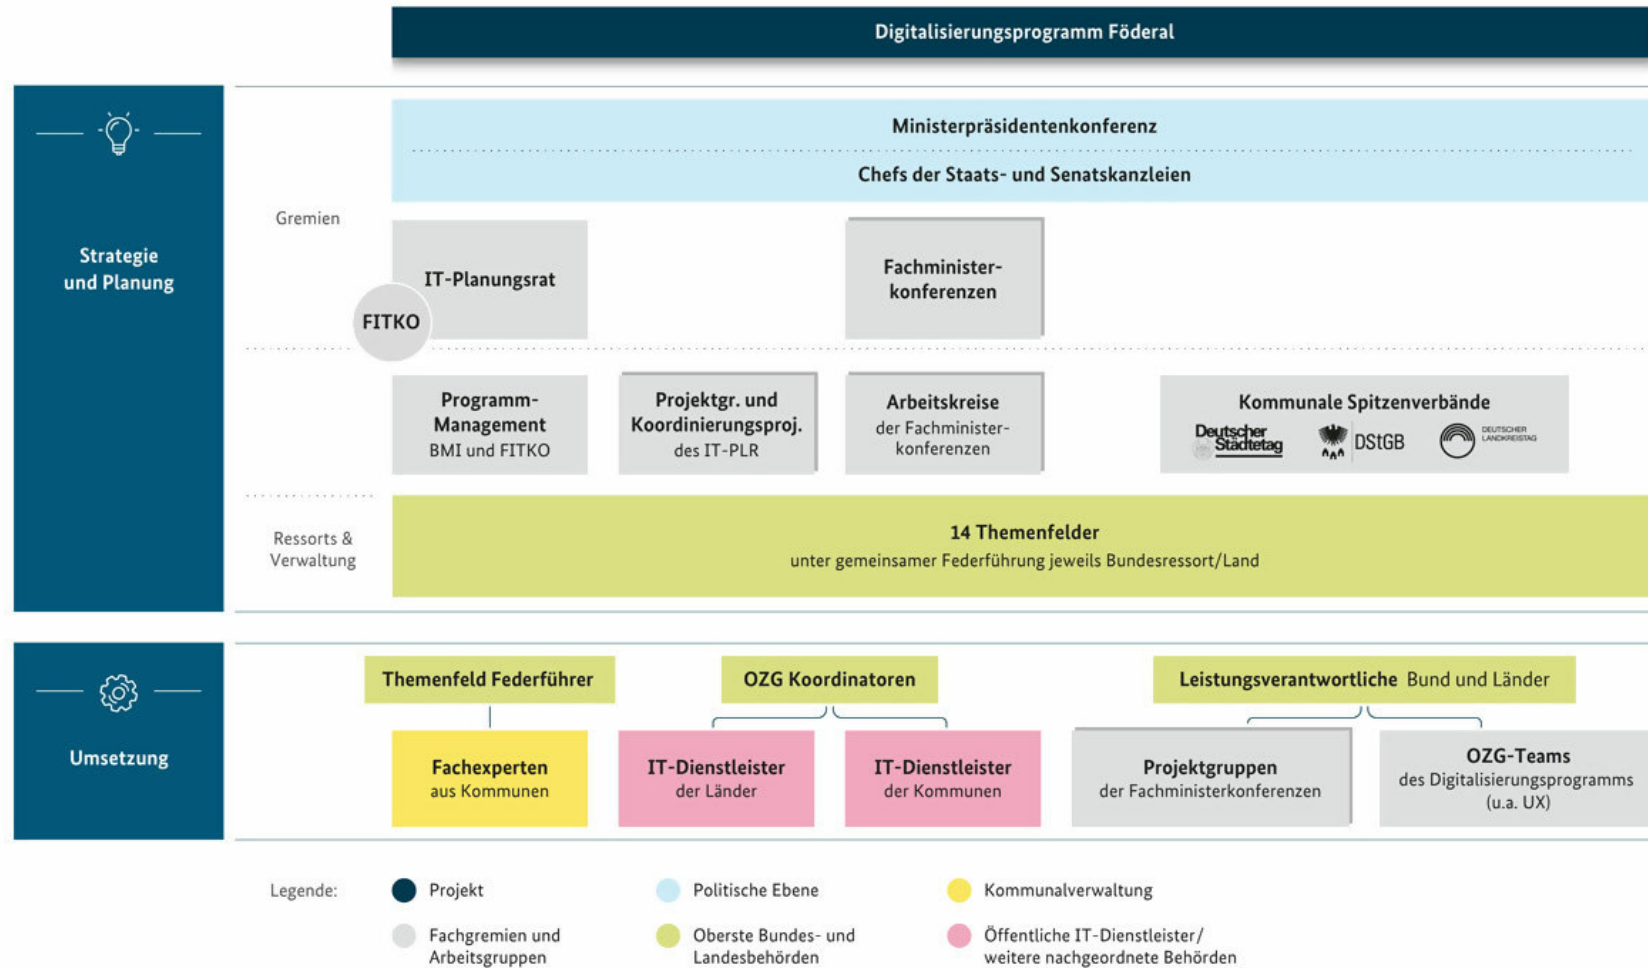 Digitalisierungsprogramm Föderal
Strategie
und Planung
Gremien
Ministerpräsidentenkonferenz
Chefs der Staats- und Senatskanzleien
IT-Planungsrat
FITKO
Fachminister-
konferenzen
Programm-
Management
BMI und FITKO
Projektgr. und
Koordinierungsproj.
des IT-PLR
Arbeitskreise
der Fachminister-
konferenzen
Kommunale Spitzenverbände
Deutscher
Städtetag
DStGB
DEUTSCHER
LANDKREISTAG
Ressorts &
Verwaltung
14 Themenfelder
unter gemeinsamer Federführung jeweils Bundesressort/Land
Umsetzung
Themenfeld Federführer
OZG Koordinatoren
Leistungsverantwortliche Bund und Länder
Fachexperten
aus Kommunen
IT-Dienstleister
der Länder
IT-Dienstleister
der Kommunen
Projektgruppen
der Fachministerkonferenzen
OZG-Teams
des Digitalisierungsprogramms
(u.a. UX)
Legende:
Projekt
Politische Ebene
Kommunalverwaltung
Fachgremien und
Arbeitsgruppen
Oberste Bundes- und
Landesbehörden
Öffentliche IT-Dienstleister/
weitere nachgeordnete Behörden